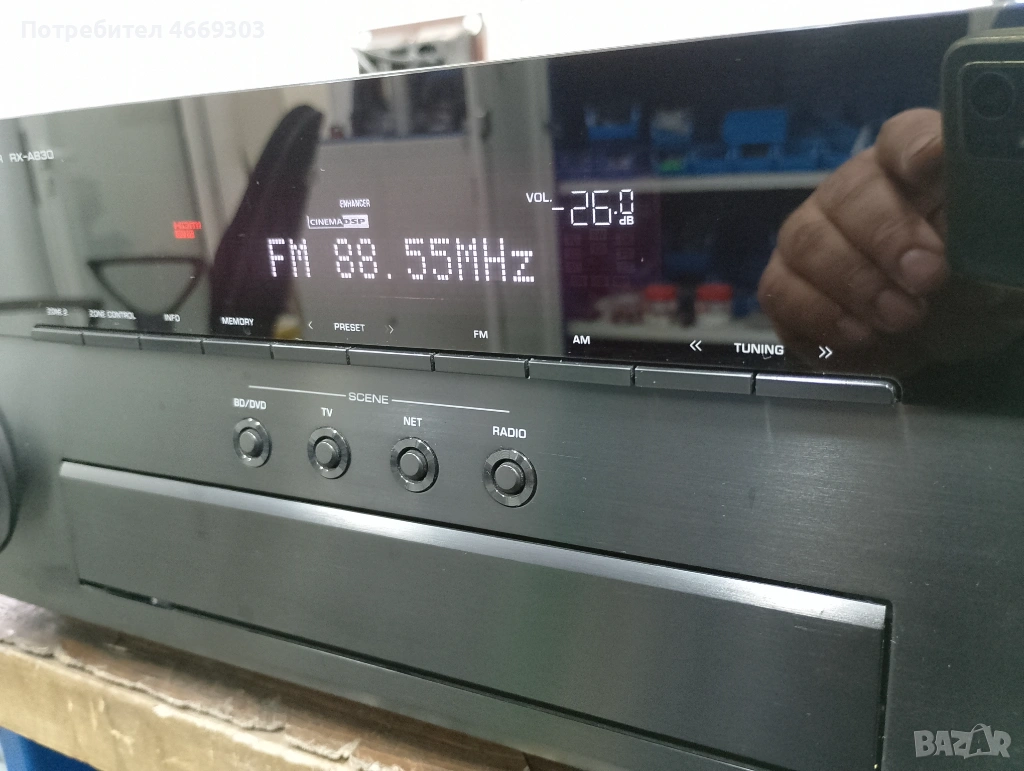 Потребител 4669303
RX-A830
ENHANCER
CINEMA DSP
VOL. -26.0 dB
FM 88.55MHz
ZONE 2 ZONE CONTROL INFO MEMORY < PRESET > FM AM << TUNING >>
SCENE
BD/DVD TV NET RADIO
BAZAR